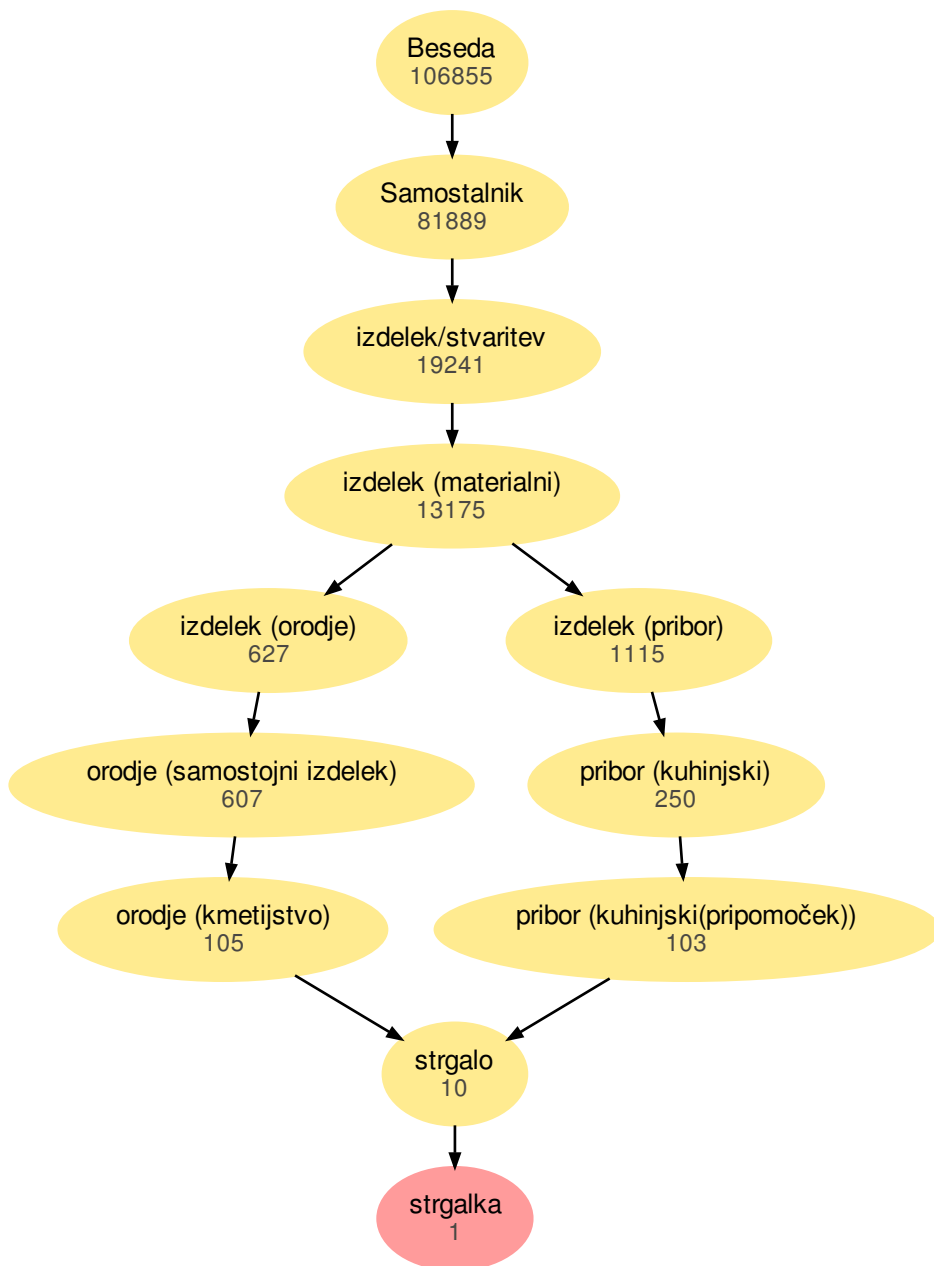 Beseda
106855
Samostalnik
81889
izdelek/stvaritev
19241
izdelek (materialni)
13175
izdelek (orodje)
627
izdelek (pribor)
1115
orodje (samostojni izdelek)
607
pribor (kuhinjski)
250
orodje (kmetijstvo)
105
pribor (kuhinjski(pripomoček))
103
strgalo
10
strgalka
1